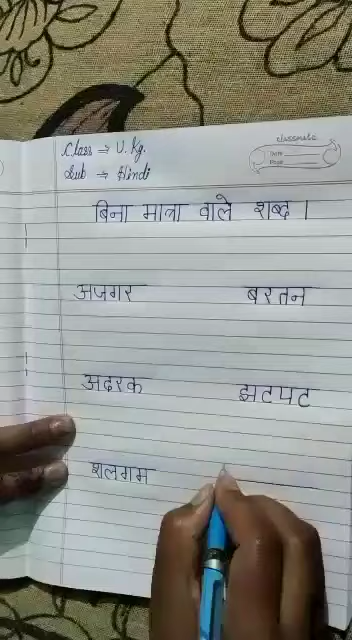 Class ⇒ U.Kg.
Sub ⇒ Hindi
classmate
Date
Page
बिना मात्रा वाले शब्द ।
अजगर बरतन
अदरक झटपट
शलगम